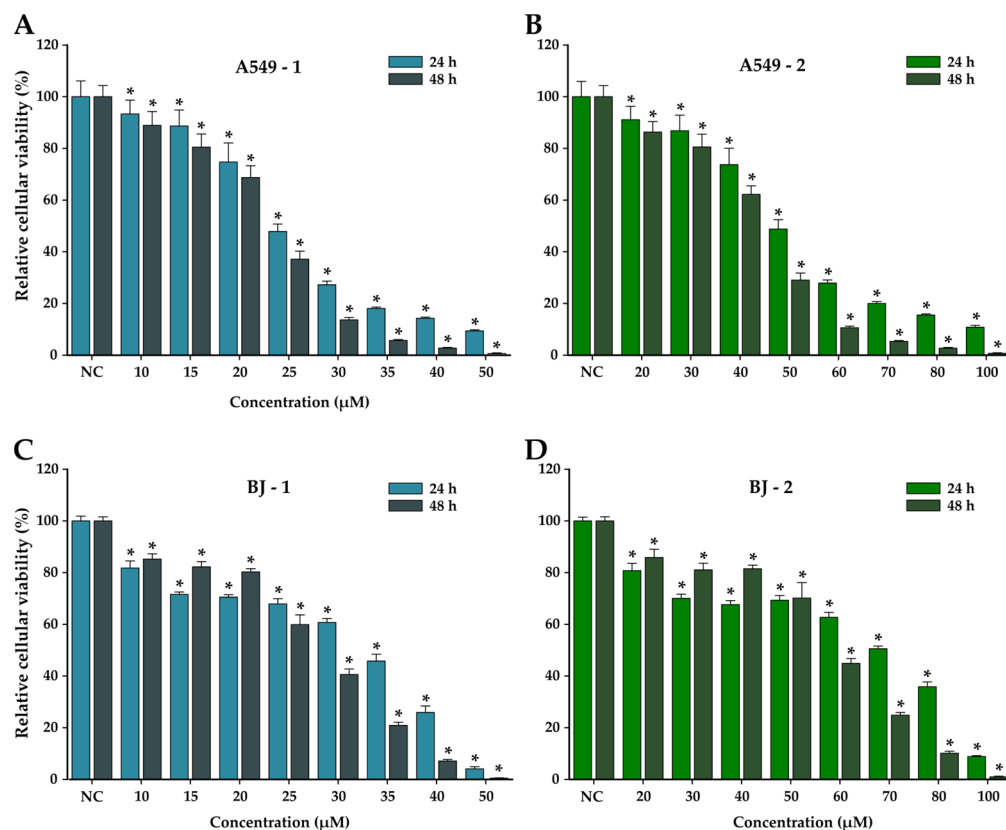 A
A549 - 1
24 h
48 h
Relative cellular viability (%)
120
100
80
60
40
20
0
* * * * * * * * * * * * * * * *
NC 10 15 20 25 30 35 40 50
Concentration (μM)
B
A549 - 2
24 h
48 h
120
100
80
60
40
20
0
* * * * * * * * * * * * * * * *
NC 20 30 40 50 60 70 80 100
C
BJ - 1
24 h
48 h
Relative cellular viability (%)
120
100
80
60
40
20
0
* * * * * * * * * * * * * * * *
NC 10 15 20 25 30 35 40 50
Concentration (μM)
D
BJ - 2
24 h
48 h
120
100
80
60
40
20
0
* * * * * * * * * * * * * * * *
NC 20 30 40 50 60 70 80 100
Concentration (μM)